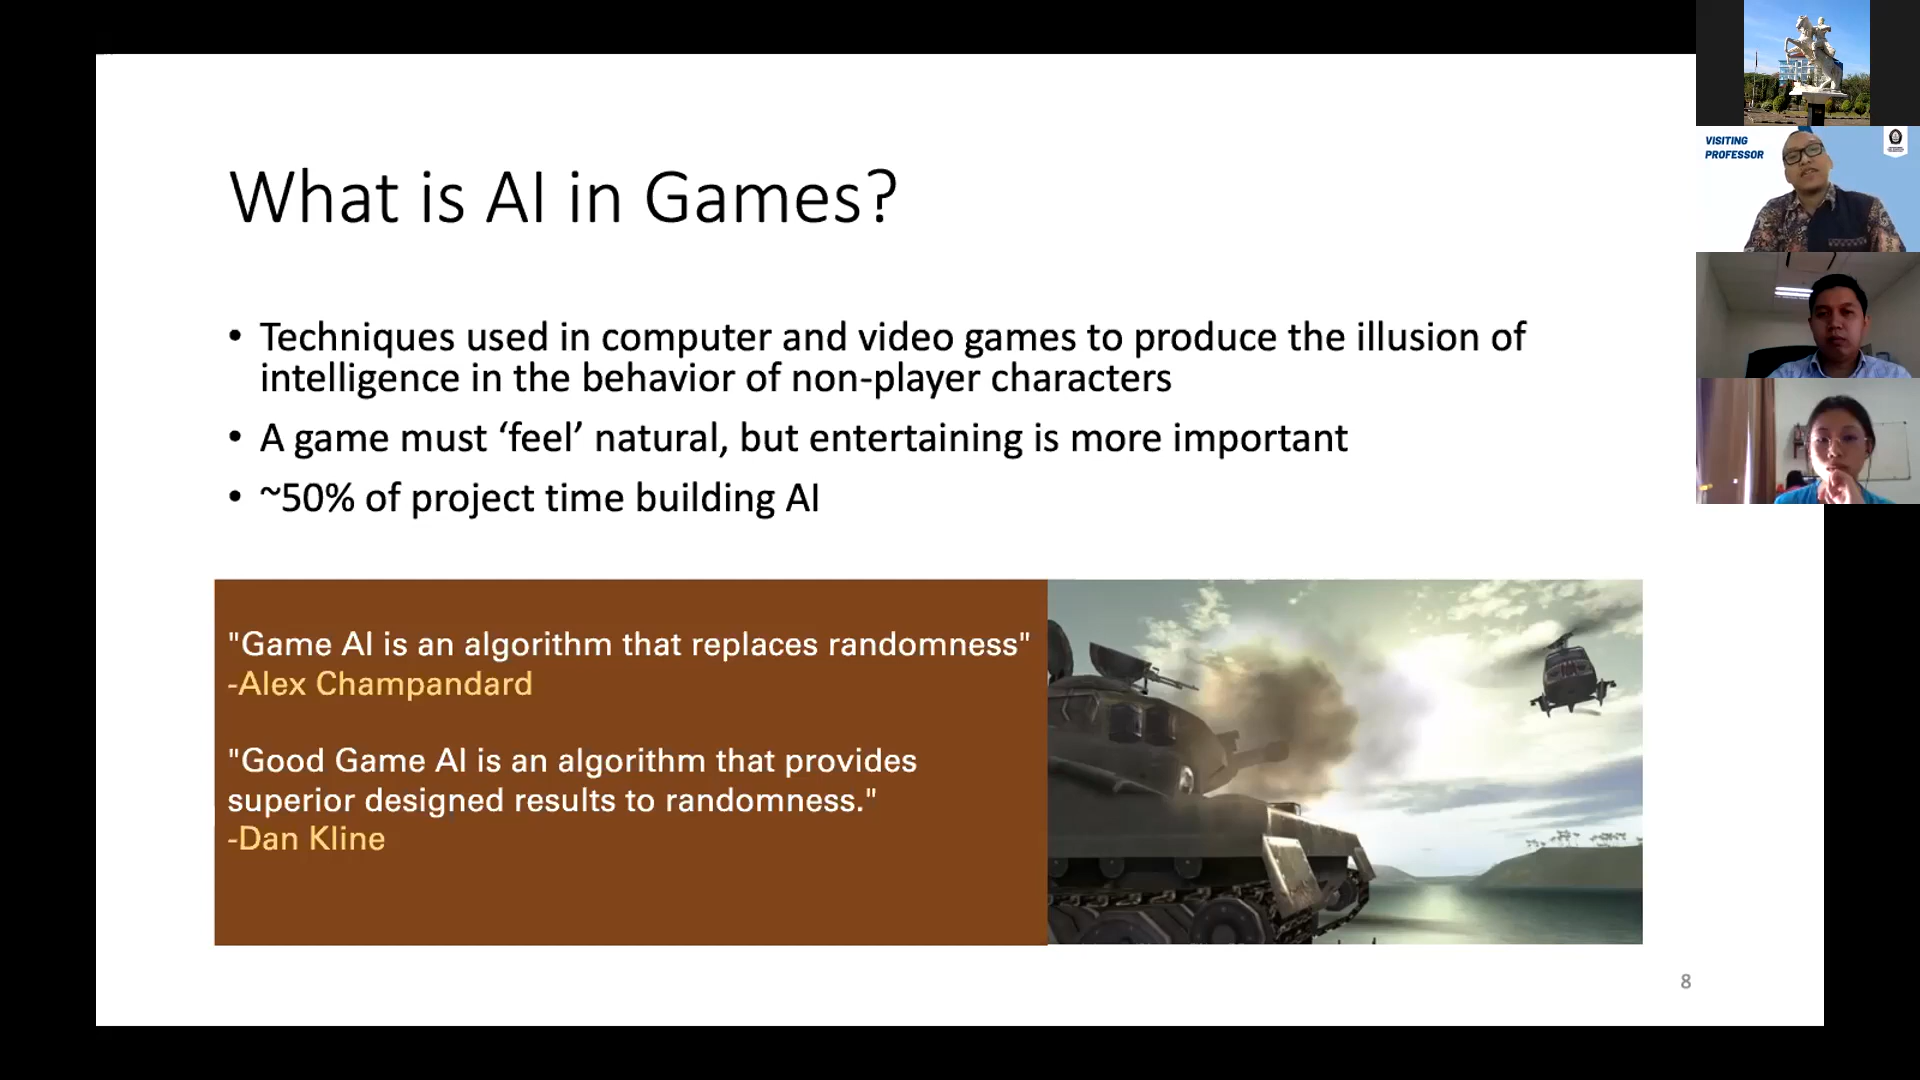 What is AI in Games?
• Techniques used in computer and video games to produce the illusion of
intelligence in the behavior of non-player characters
• A game must ‘feel’ natural, but entertaining is more important
• ~50% of project time building AI
"Game AI is an algorithm that replaces randomness"
-Alex Champandard
"Good Game AI is an algorithm that provides
superior designed results to randomness."
-Dan Kline
8
VISITING
PROFESSOR